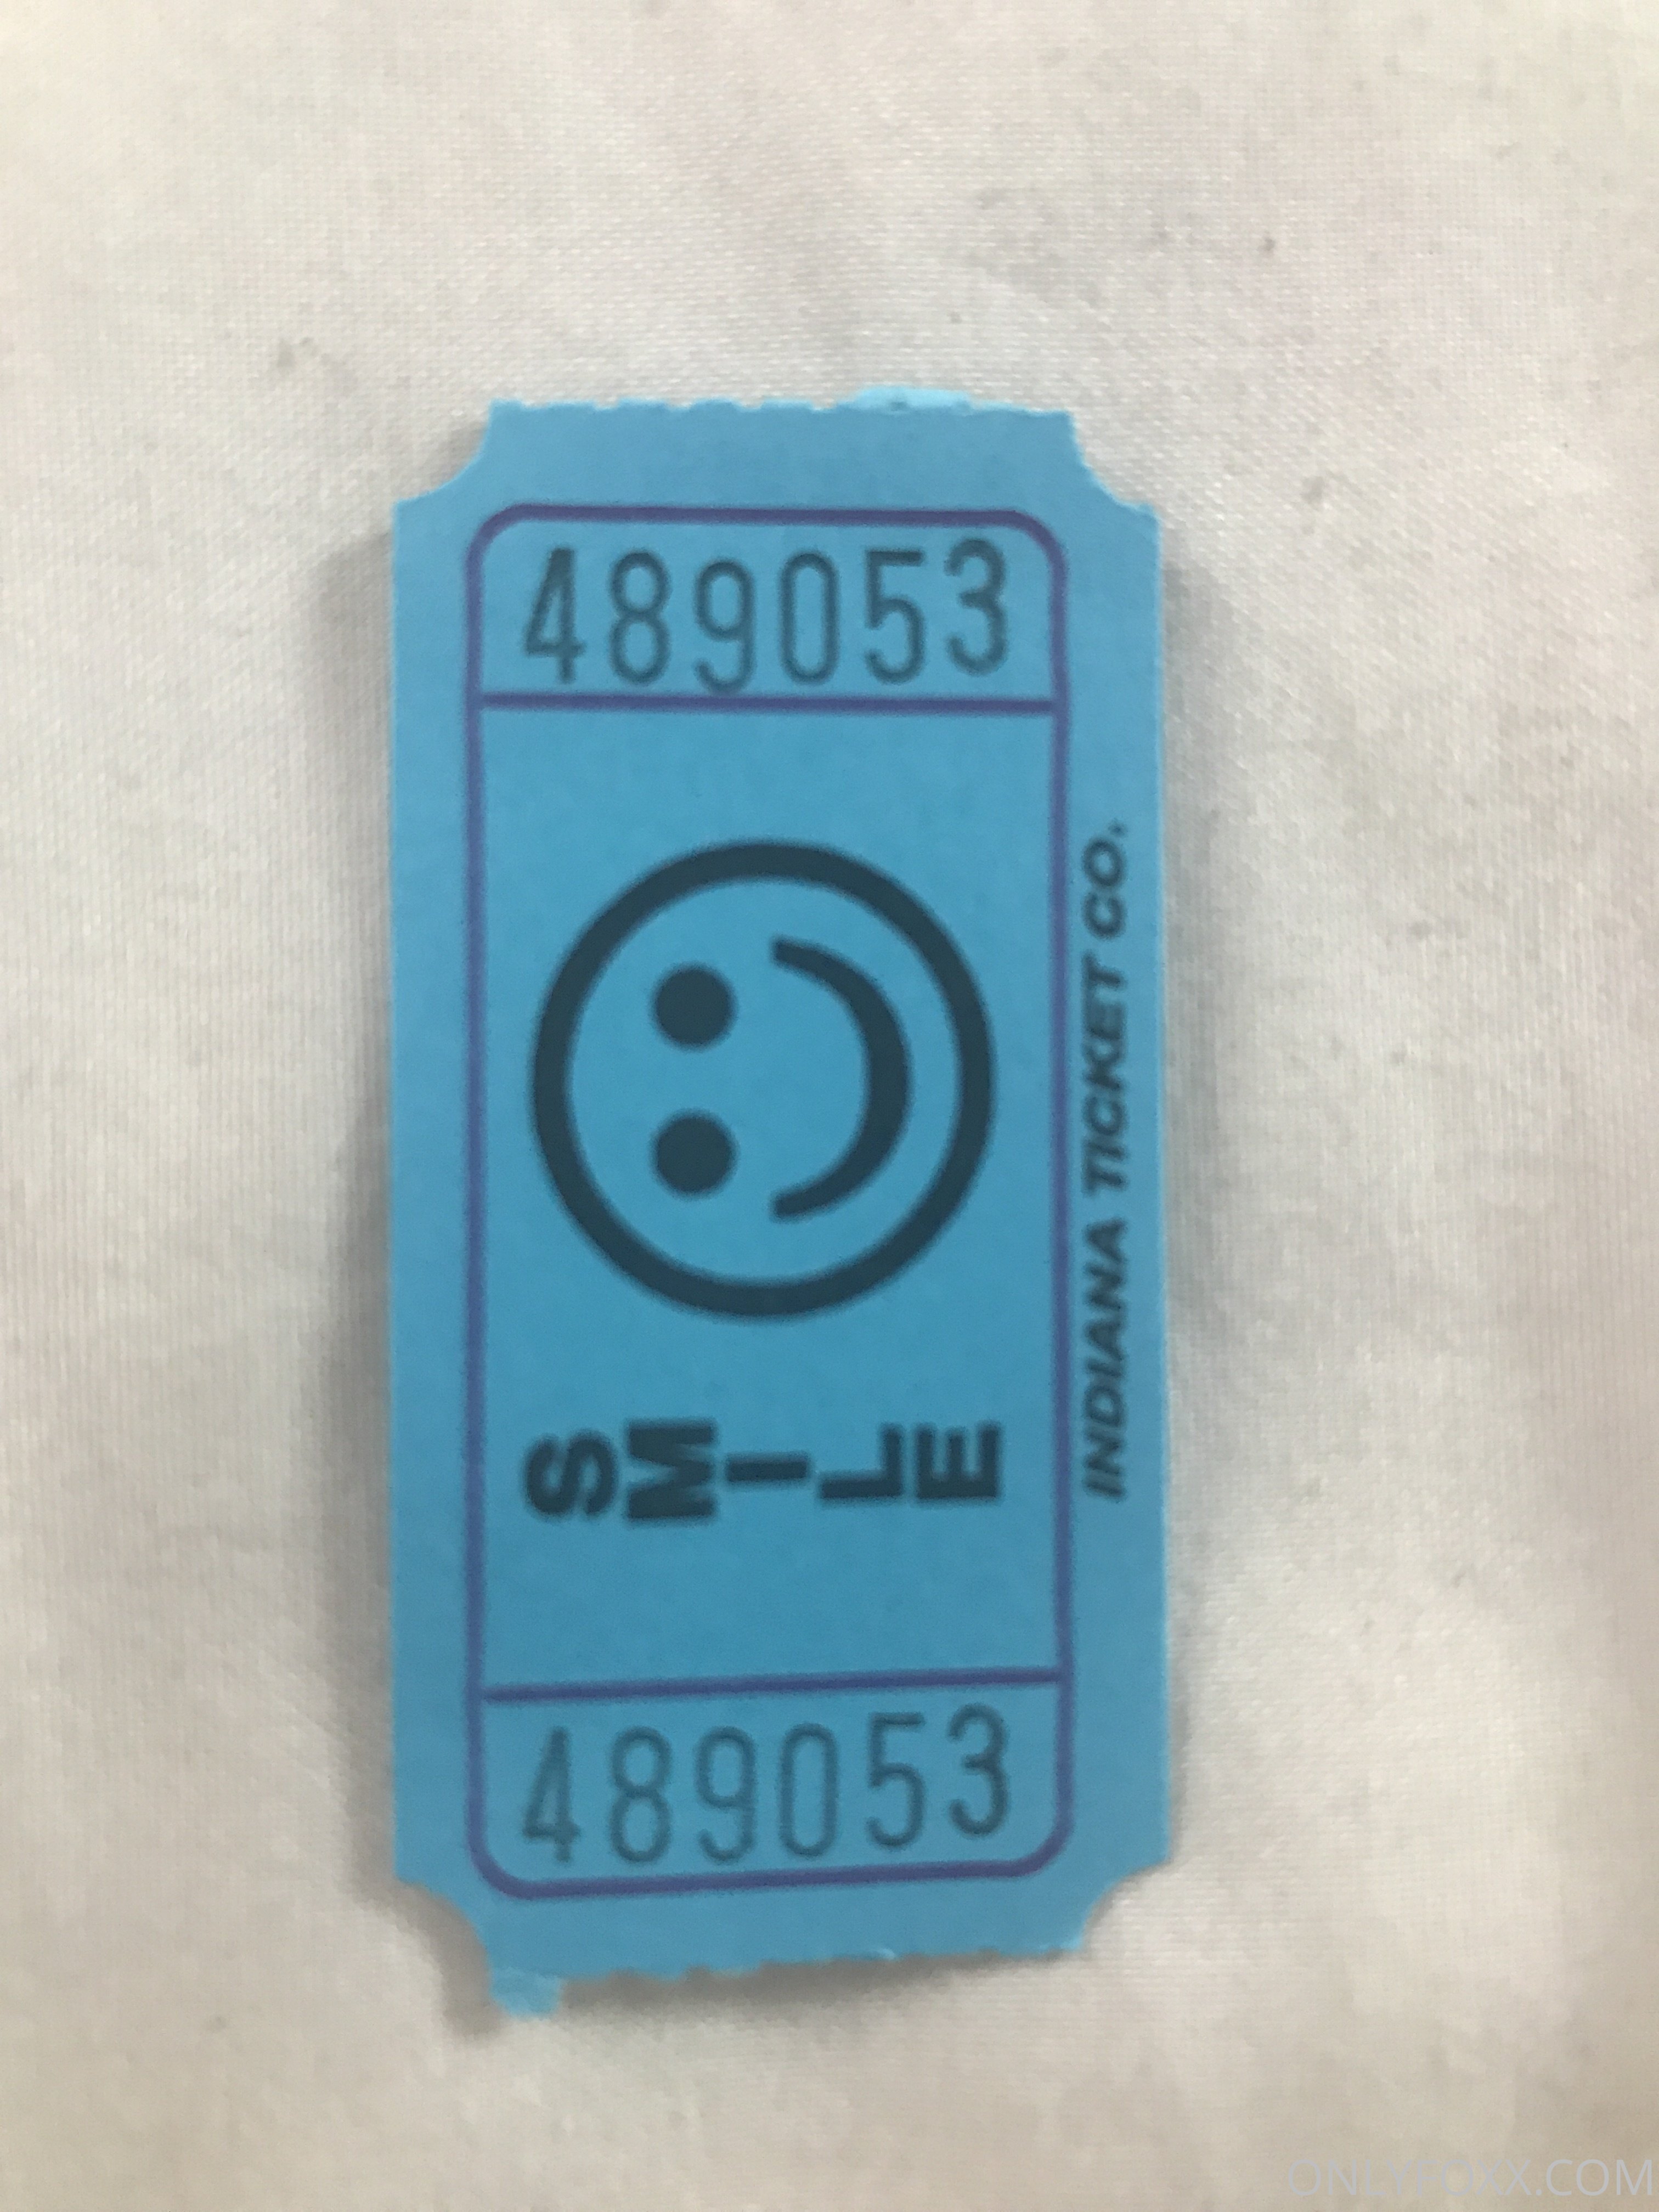 489053
SMILE
INDIANA TICKET CO.
489053
ONLYFOXX.COM